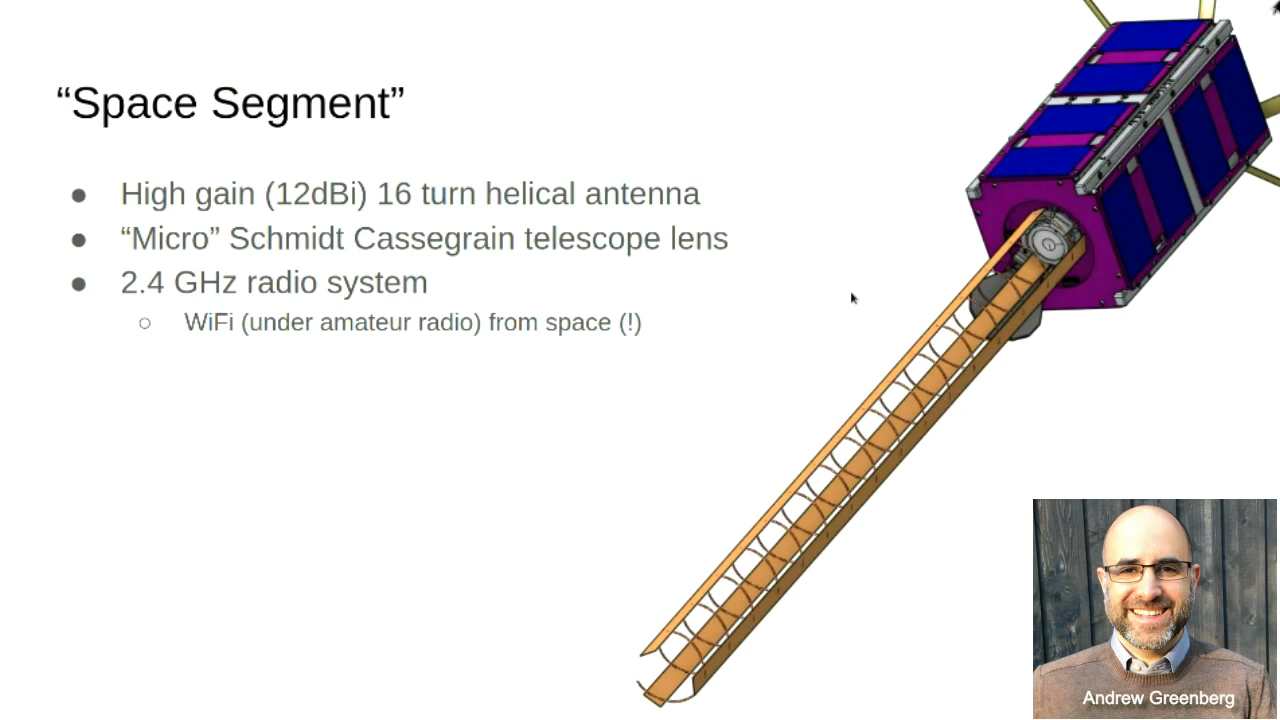 “Space Segment”
● High gain (12dBi) 16 turn helical antenna
● “Micro” Schmidt Cassegrain telescope lens
● 2.4 GHz radio system
○ WiFi (under amateur radio) from space (!)
Andrew Greenberg